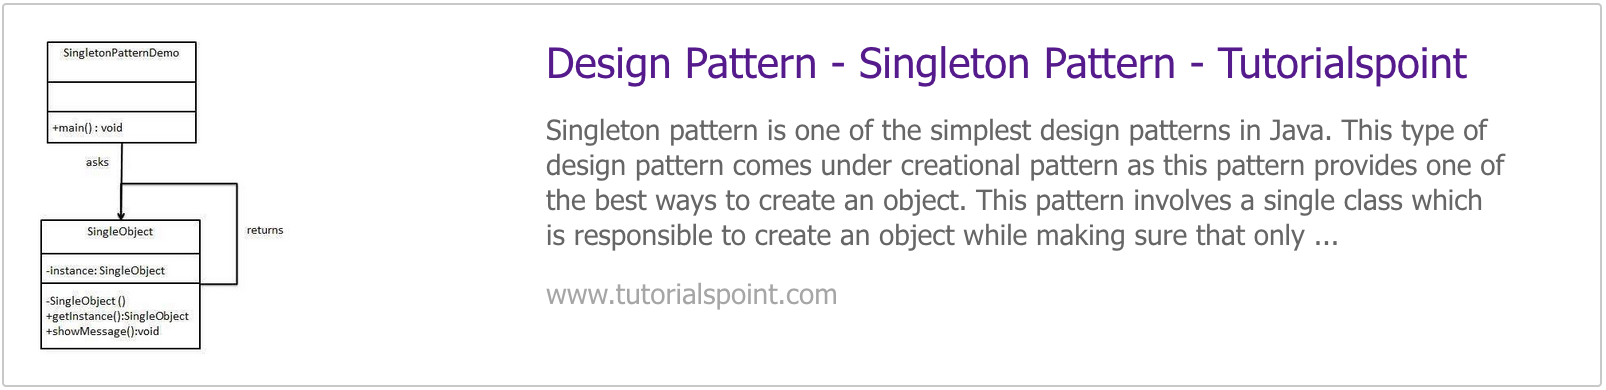 SingletonPatternDemo
+main() : void
asks
returns
SingleObject
-instance: SingleObject
-SingleObject ()
+getInstance():SingleObject
+showMessage():void
Design Pattern - Singleton Pattern - Tutorialspoint
Singleton pattern is one of the simplest design patterns in Java. This type of
design pattern comes under creational pattern as this pattern provides one of
the best ways to create an object. This pattern involves a single class which
is responsible to create an object while making sure that only ...
www.tutorialspoint.com